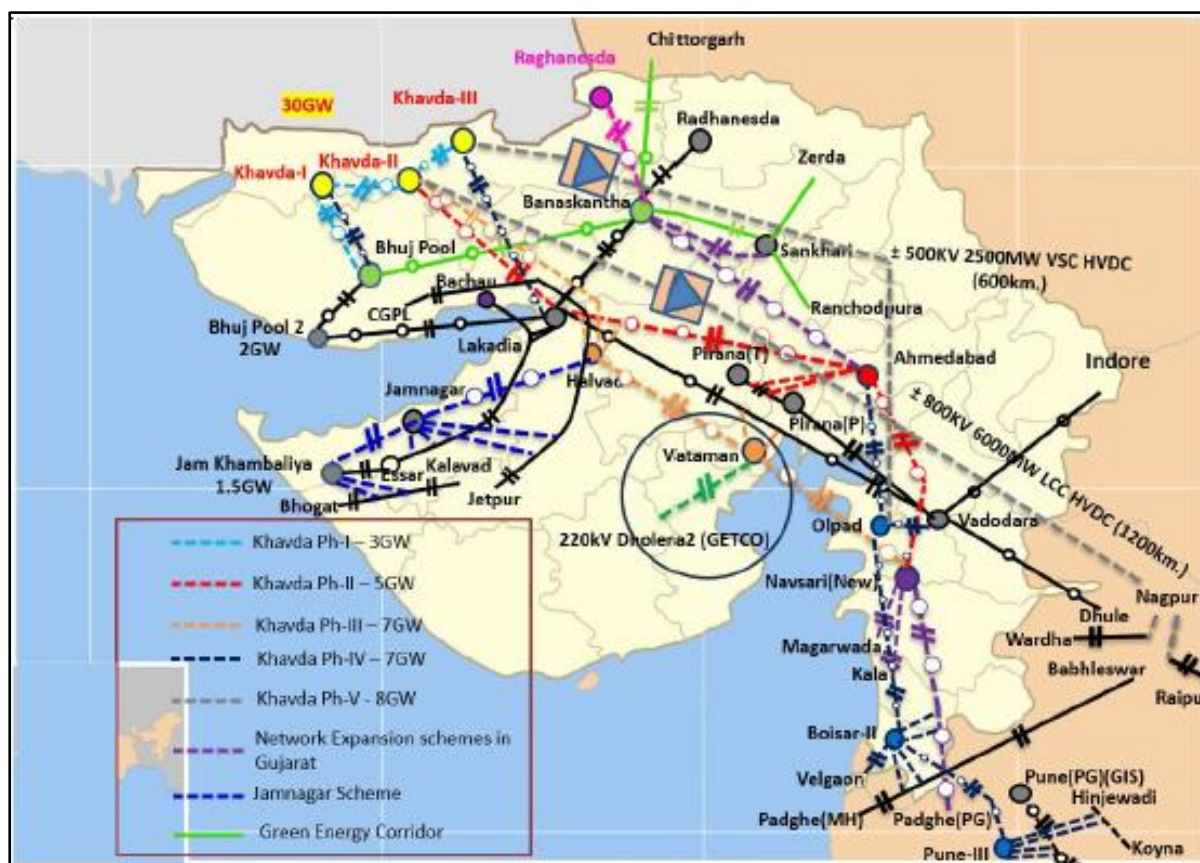 Chittorgarh
Raghanesda
30GW
Khavda-III
Radhanesda
Zerda
Khavda-II
Khavda-I
Banaskantha
Bhuj Pool
Sankhari
± 500KV 2500MW VSC HVDC
(600km.)
Bachau
CGPL
Ranchodpura
Bhuj Pool 2
2GW
Lakadia
Pirana(T)
Ahmedabad
Indore
Jamnagar
Halvad
± 800KV 6000MW LCC HVDC (1200km.)
Pirana(P)
Jam Khambaliya
1.5GW
Essar
Kalavad
Vataman
Bhogat
Jetpur
Olpad
Vadodara
220kV Dholera2 (GETCO)
Khavda Ph-I – 3GW
Khavda Ph-II – 5GW
Khavda Ph-III – 7GW
Khavda Ph-IV – 7GW
Khavda Ph-V - 8GW
Network Expansion schemes in
Gujarat
Jamnagar Scheme
Green Energy Corridor
Navsari(New)
Nagpur
Dhule
Wardha
Magarwada
Babhleswar
Kala
Raipu
Boisar-II
Velgaon
Pune(PG)(GIS)
Hinjewadi
Padghe(MH)
Padghe(PG)
Pune-III
Koyna